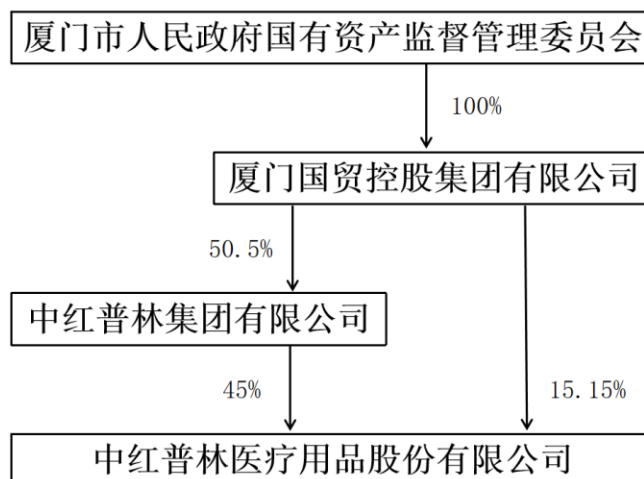 厦门市人民政府国有资产监督管理委员会
100%
厦门国贸控股集团有限公司
50.5%
中红普林集团有限公司
45%
15.15%
中红普林医疗用品股份有限公司